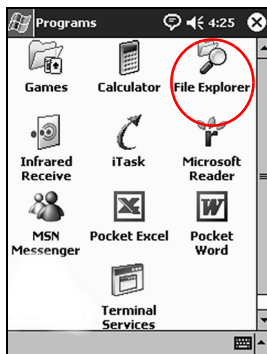 Programs 4:25
Games Calculator File Explorer
Infrared Receive iTask Microsoft Reader
MSN Messenger Pocket Excel Pocket Word
Terminal Services